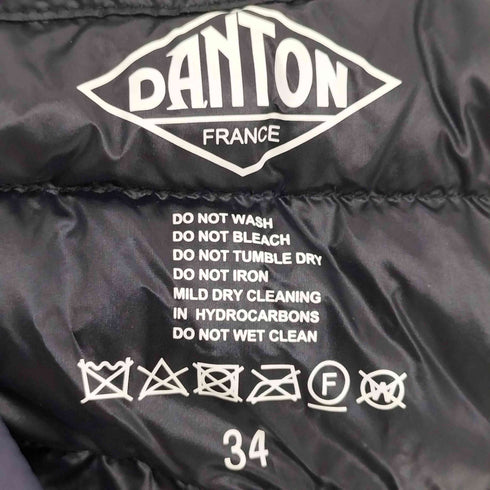 DANTON
FRANCE
DO NOT WASH
DO NOT BLEACH
DO NOT TUMBLE DRY
DO NOT IRON
MILD DRY CLEANING
IN HYDROCARBONS
DO NOT WET CLEAN
F W
34